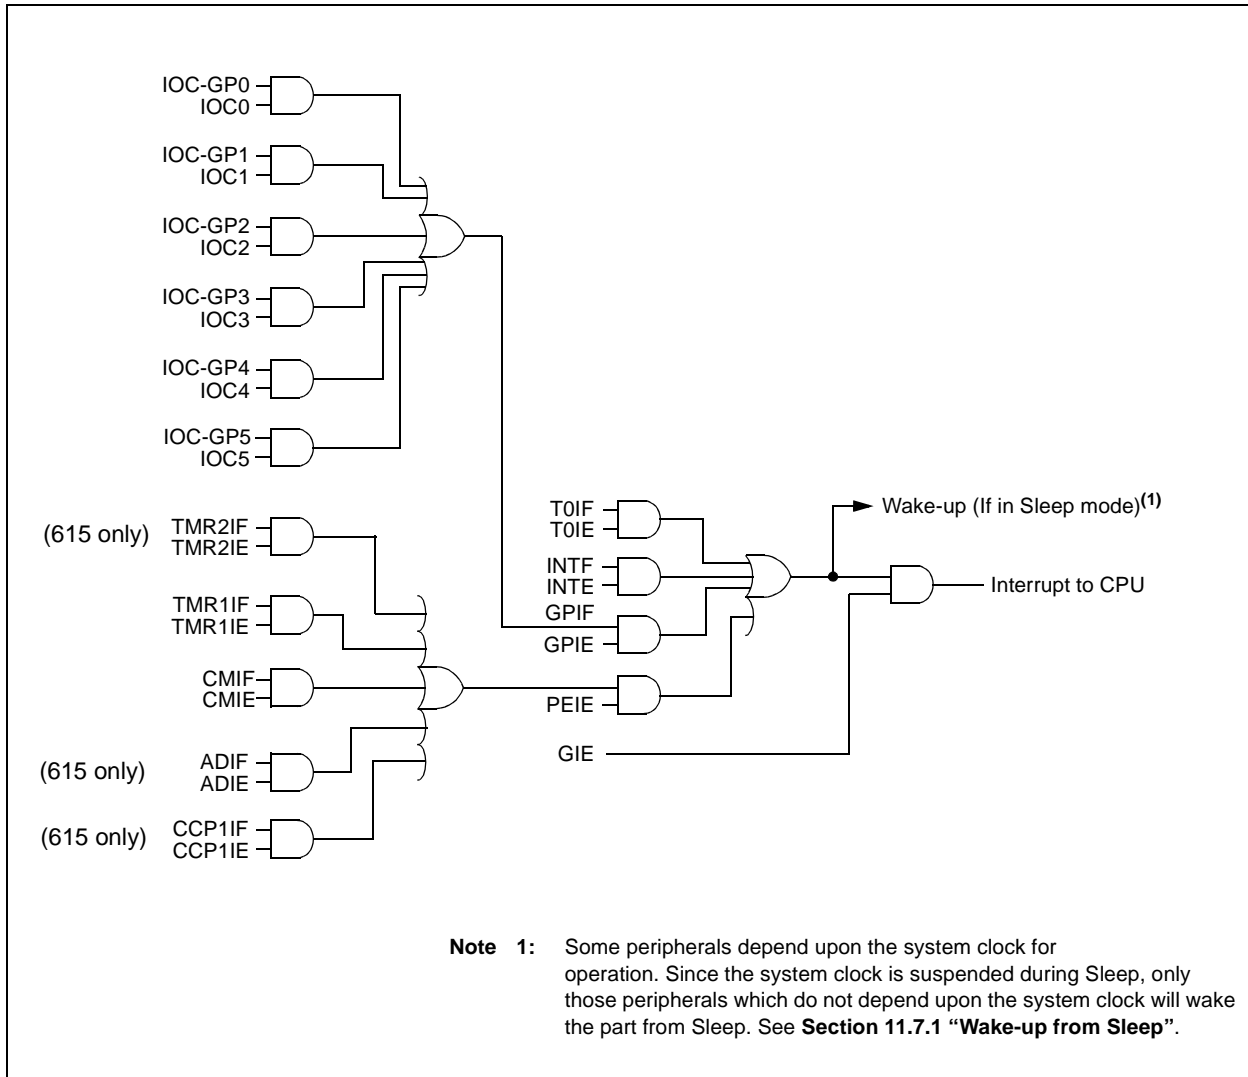 IOC-GP0
IOC0
IOC-GP1
IOC1
IOC-GP2
IOC2
IOC-GP3
IOC3
IOC-GP4
IOC4
IOC-GP5
IOC5
(615 only) TMR2IF
TMR2IE
TMR1IF
TMR1IE
CMIF
CMIE
(615 only) ADIF
ADIE
(615 only) CCP1IF
CCP1IE
T0IF
T0IE
INTF
INTE
GPIF
GPIE
PEIE
GIE
Wake-up (If in Sleep mode)(1)
Interrupt to CPU
Note 1: Some peripherals depend upon the system clock for
operation. Since the system clock is suspended during Sleep, only
those peripherals which do not depend upon the system clock will wake
the part from Sleep. See Section 11.7.1 “Wake-up from Sleep”.